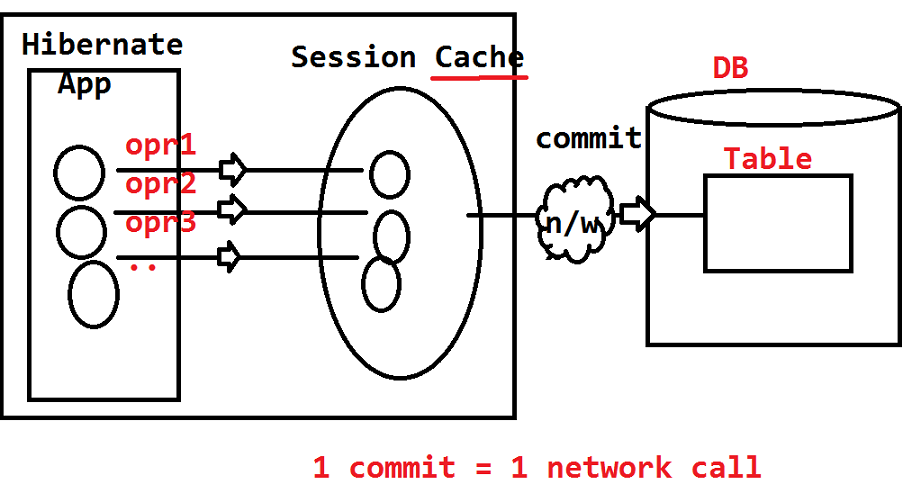 Hibernate
App
Session Cache
DB
commit
Table
opr1
opr2
opr3
..
n/w
1 commit = 1 network call